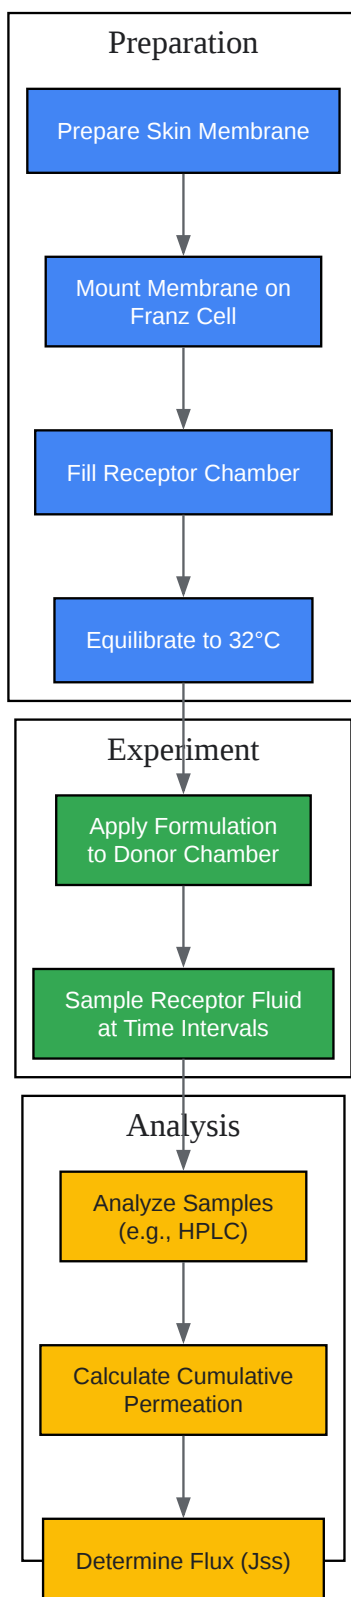 Preparation
Prepare Skin Membrane
Mount Membrane on
Franz Cell
Fill Receptor Chamber
Equilibrate to 32°C
Experiment
Apply Formulation
to Donor Chamber
Sample Receptor Fluid
at Time Intervals
Analysis
Analyze Samples
(e.g., HPLC)
Calculate Cumulative
Permeation
Determine Flux (Jss)